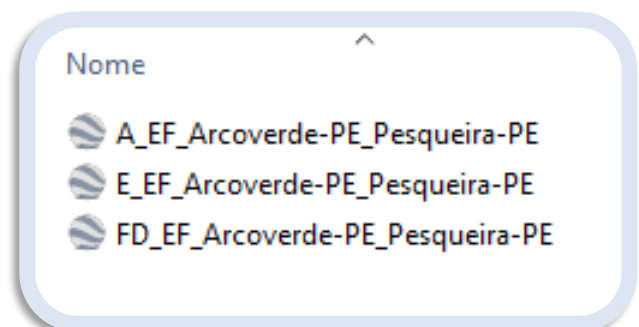 Nome
A_EF_Arcoverde-PE_Pesqueira-PE
E_EF_Arcoverde-PE_Pesqueira-PE
FD_EF_Arcoverde-PE_Pesqueira-PE